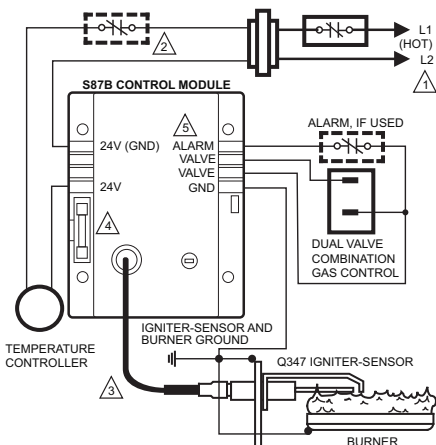 2
L1
(HOT)
L2
1
S87B CONTROL MODULE
5
ALARM, IF USED
24V (GND)
ALARM
VALVE
VALVE
24V
GND
4
DUAL VALVE
COMBINATION
GAS CONTROL
IGNITER-SENSOR AND
BURNER GROUND
TEMPERATURE
CONTROLLER
3
Q347 IGNITER-SENSOR
BURNER